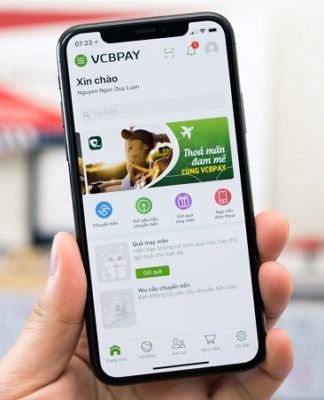 07:23
VCBPAY
Xin chào
Nguyen Ngoc Duy Luan
Tìm kiếm
Thoả mãn
đam mê
CÙNG VCBPAY
Chuyển tiền
Gửi yêu cầu
chuyển tiền
Gửi quà
may mắn
Nạp tiền
điện thoại
Quà may mắn
Hiện bạn không có món quà nào, hãy thử
gửi quà cho bạn bè.
Gửi quà
Yêu cầu chuyển tiền
Bạn không có yêu cầu chuyển tiền nào
Trang chủ
VCBPAY
Bạn bè
Mua sắm
Cài đặt